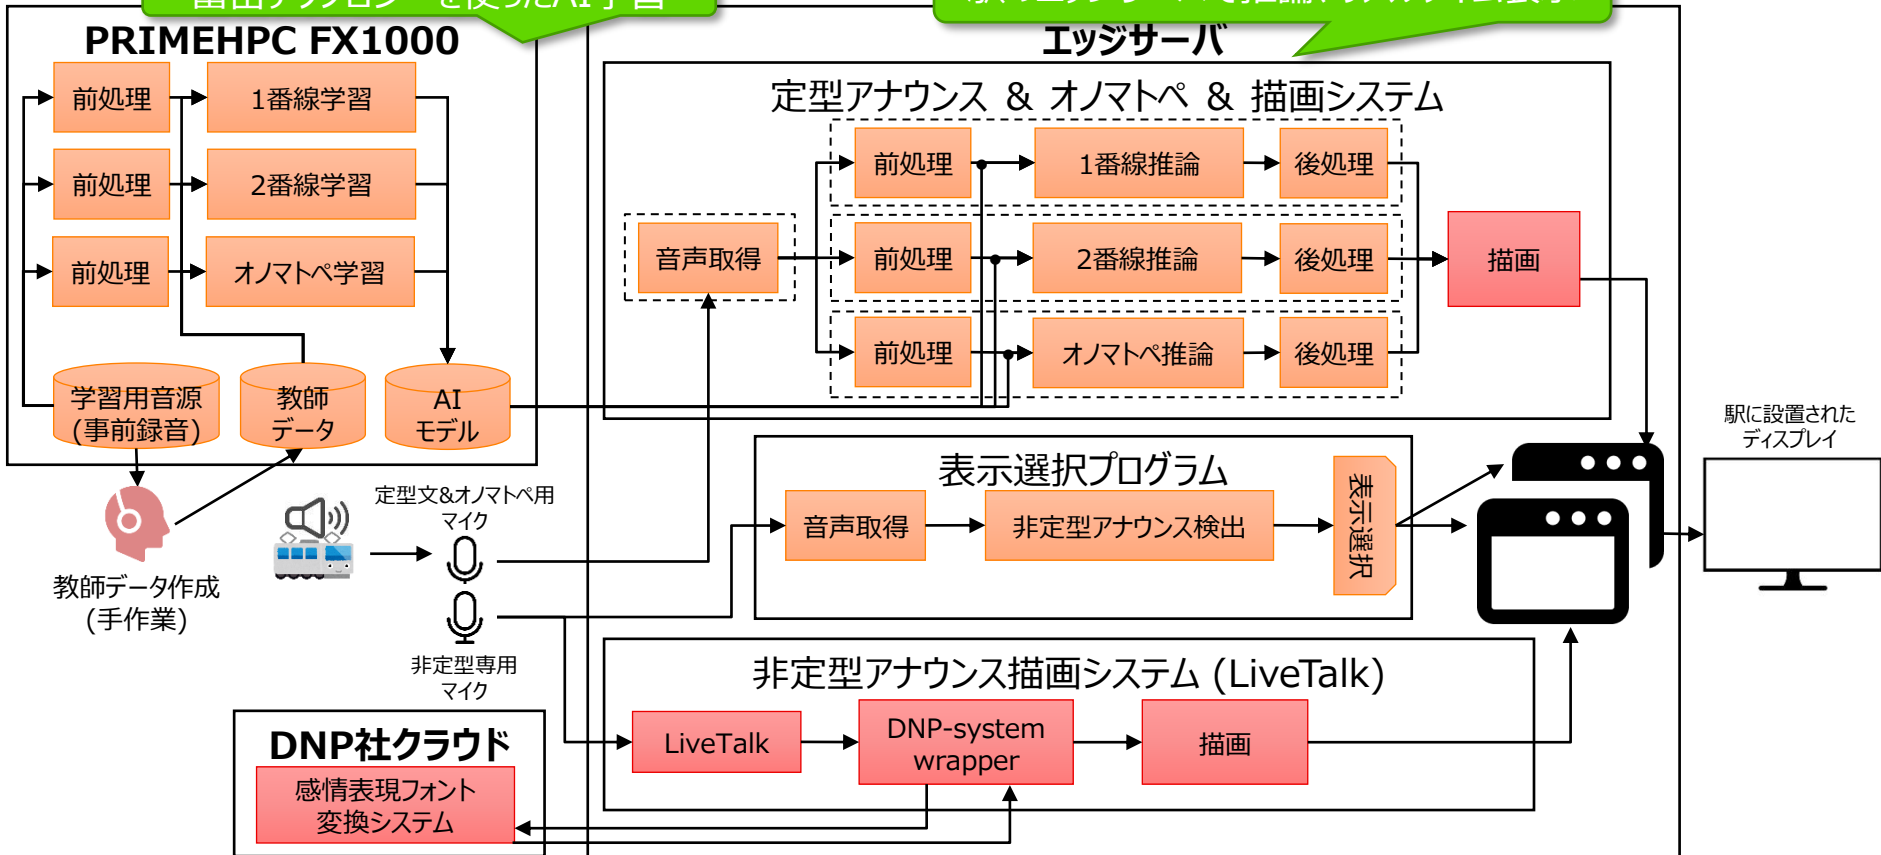 を使ったAI学習
PRIMEHPC FX1000
前処理
1番線学習
前処理
2番線学習
前処理
オノマトペ学習
学習用音源
(事前録音)
教師
データ
AI
モデル
教師データ作成
(手作業)
定型文&オノマトペ用
マイク
非定型専用
マイク
DNP社クラウド
感情表現フォント
変換システム
エッジサーバ
定型アナウンス & オノマトペ & 描画システム
音声取得
前処理
1番線推論
後処理
前処理
2番線推論
後処理
前処理
オノマトペ推論
後処理
描画
表示選択プログラム
音声取得
非定型アナウンス検出
表示選択
非定型アナウンス描画システム (LiveTalk)
LiveTalk
DNP-system
wrapper
描画
駅に設置された
ディスプレイ